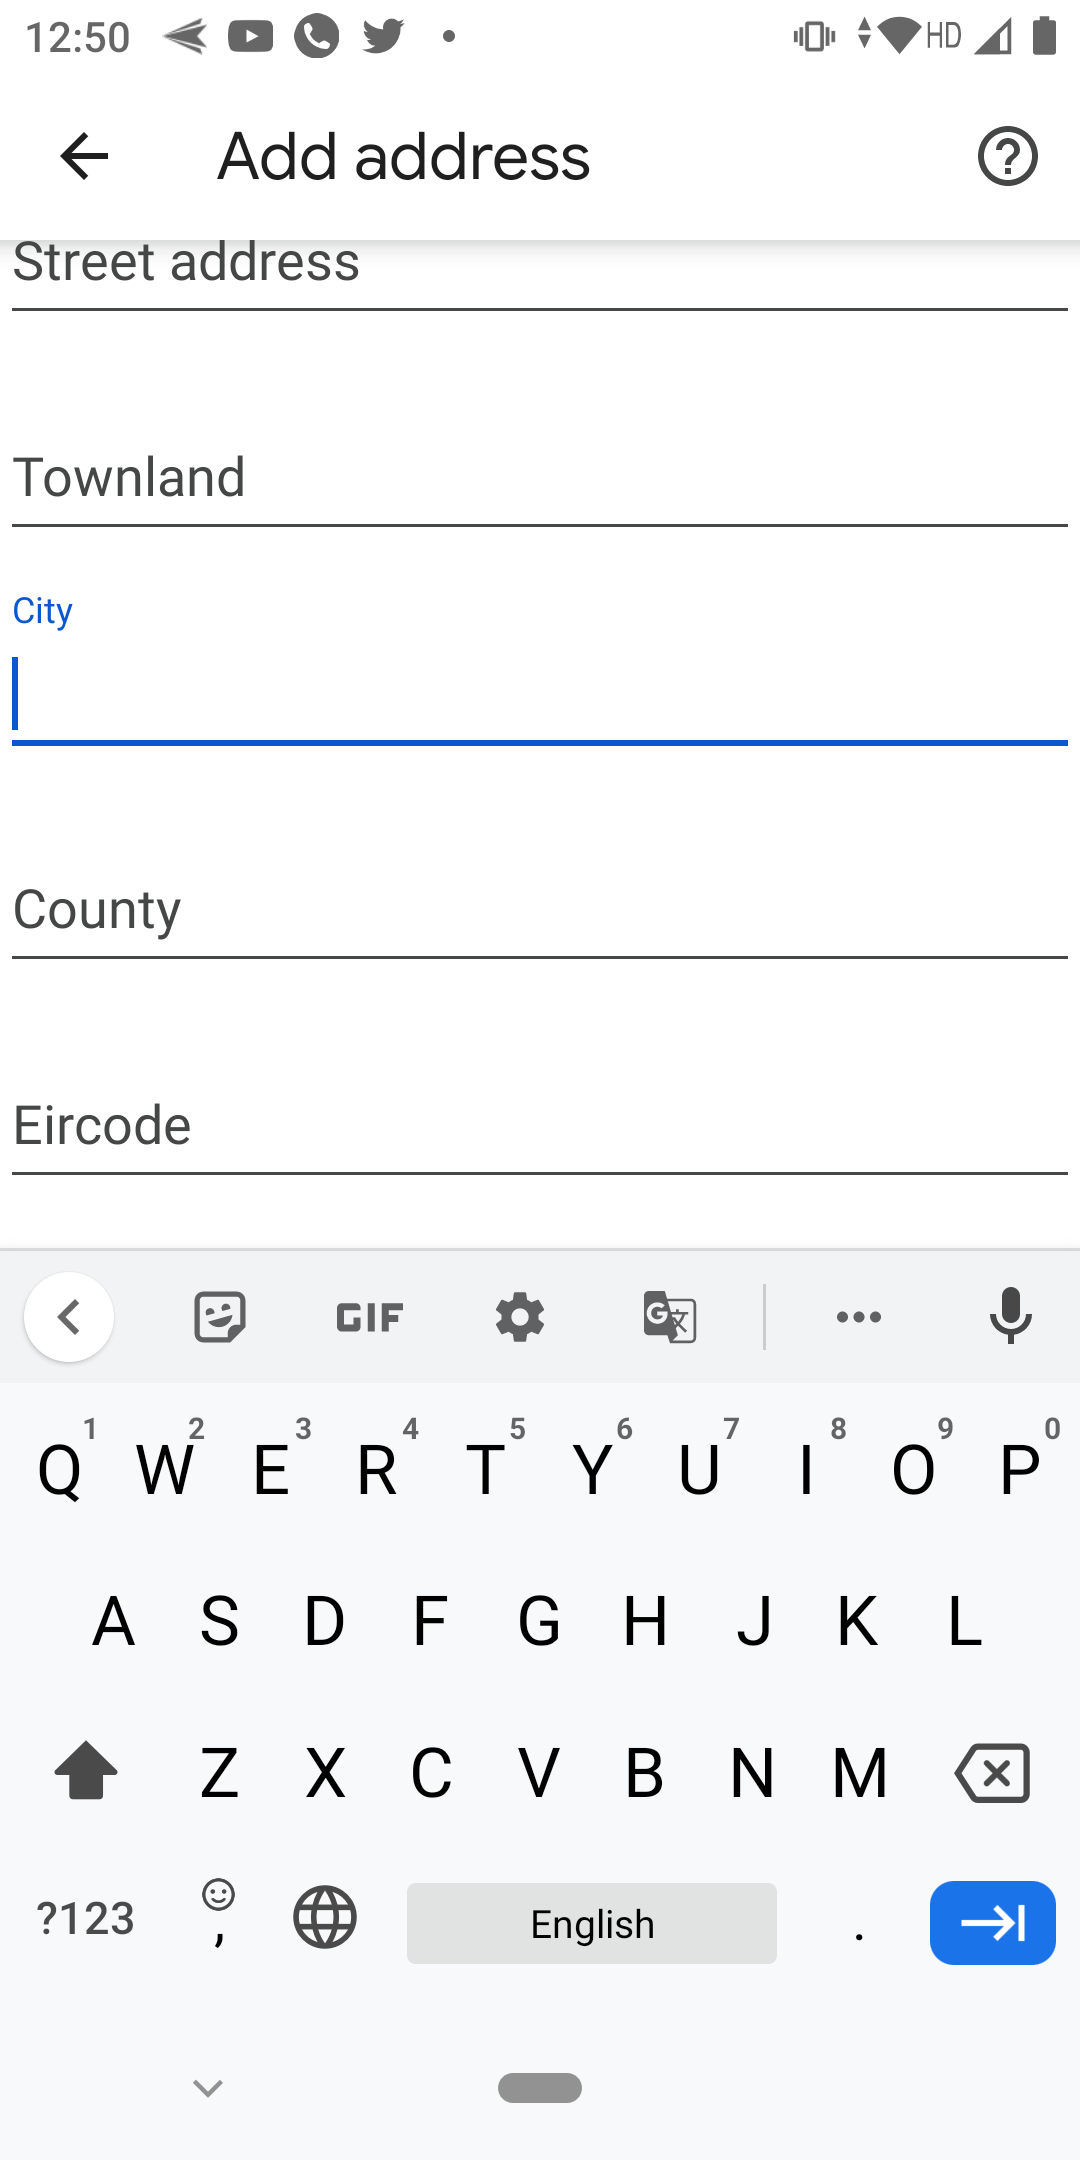 12:50 HD
Add address
Street address
Townland
City
County
Eircode
GIF G 文
1 2 3 4 5 6 7 8 9 0
Q W E R T Y U I O P
A S D F G H J K L
Z X C V B N M
?123 , English .